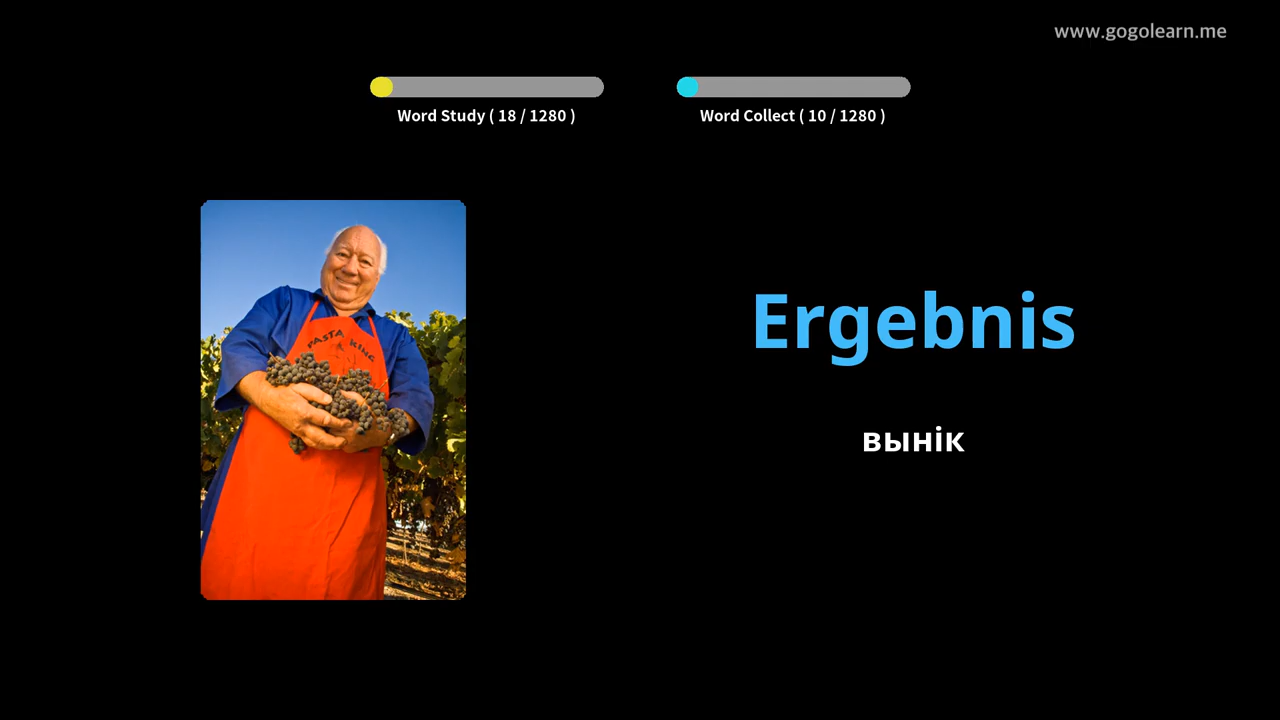 www.gogolearn.me
Word Study ( 18 / 1280 )
Word Collect ( 10 / 1280 )
PASTA KING
Ergebnis
вынік